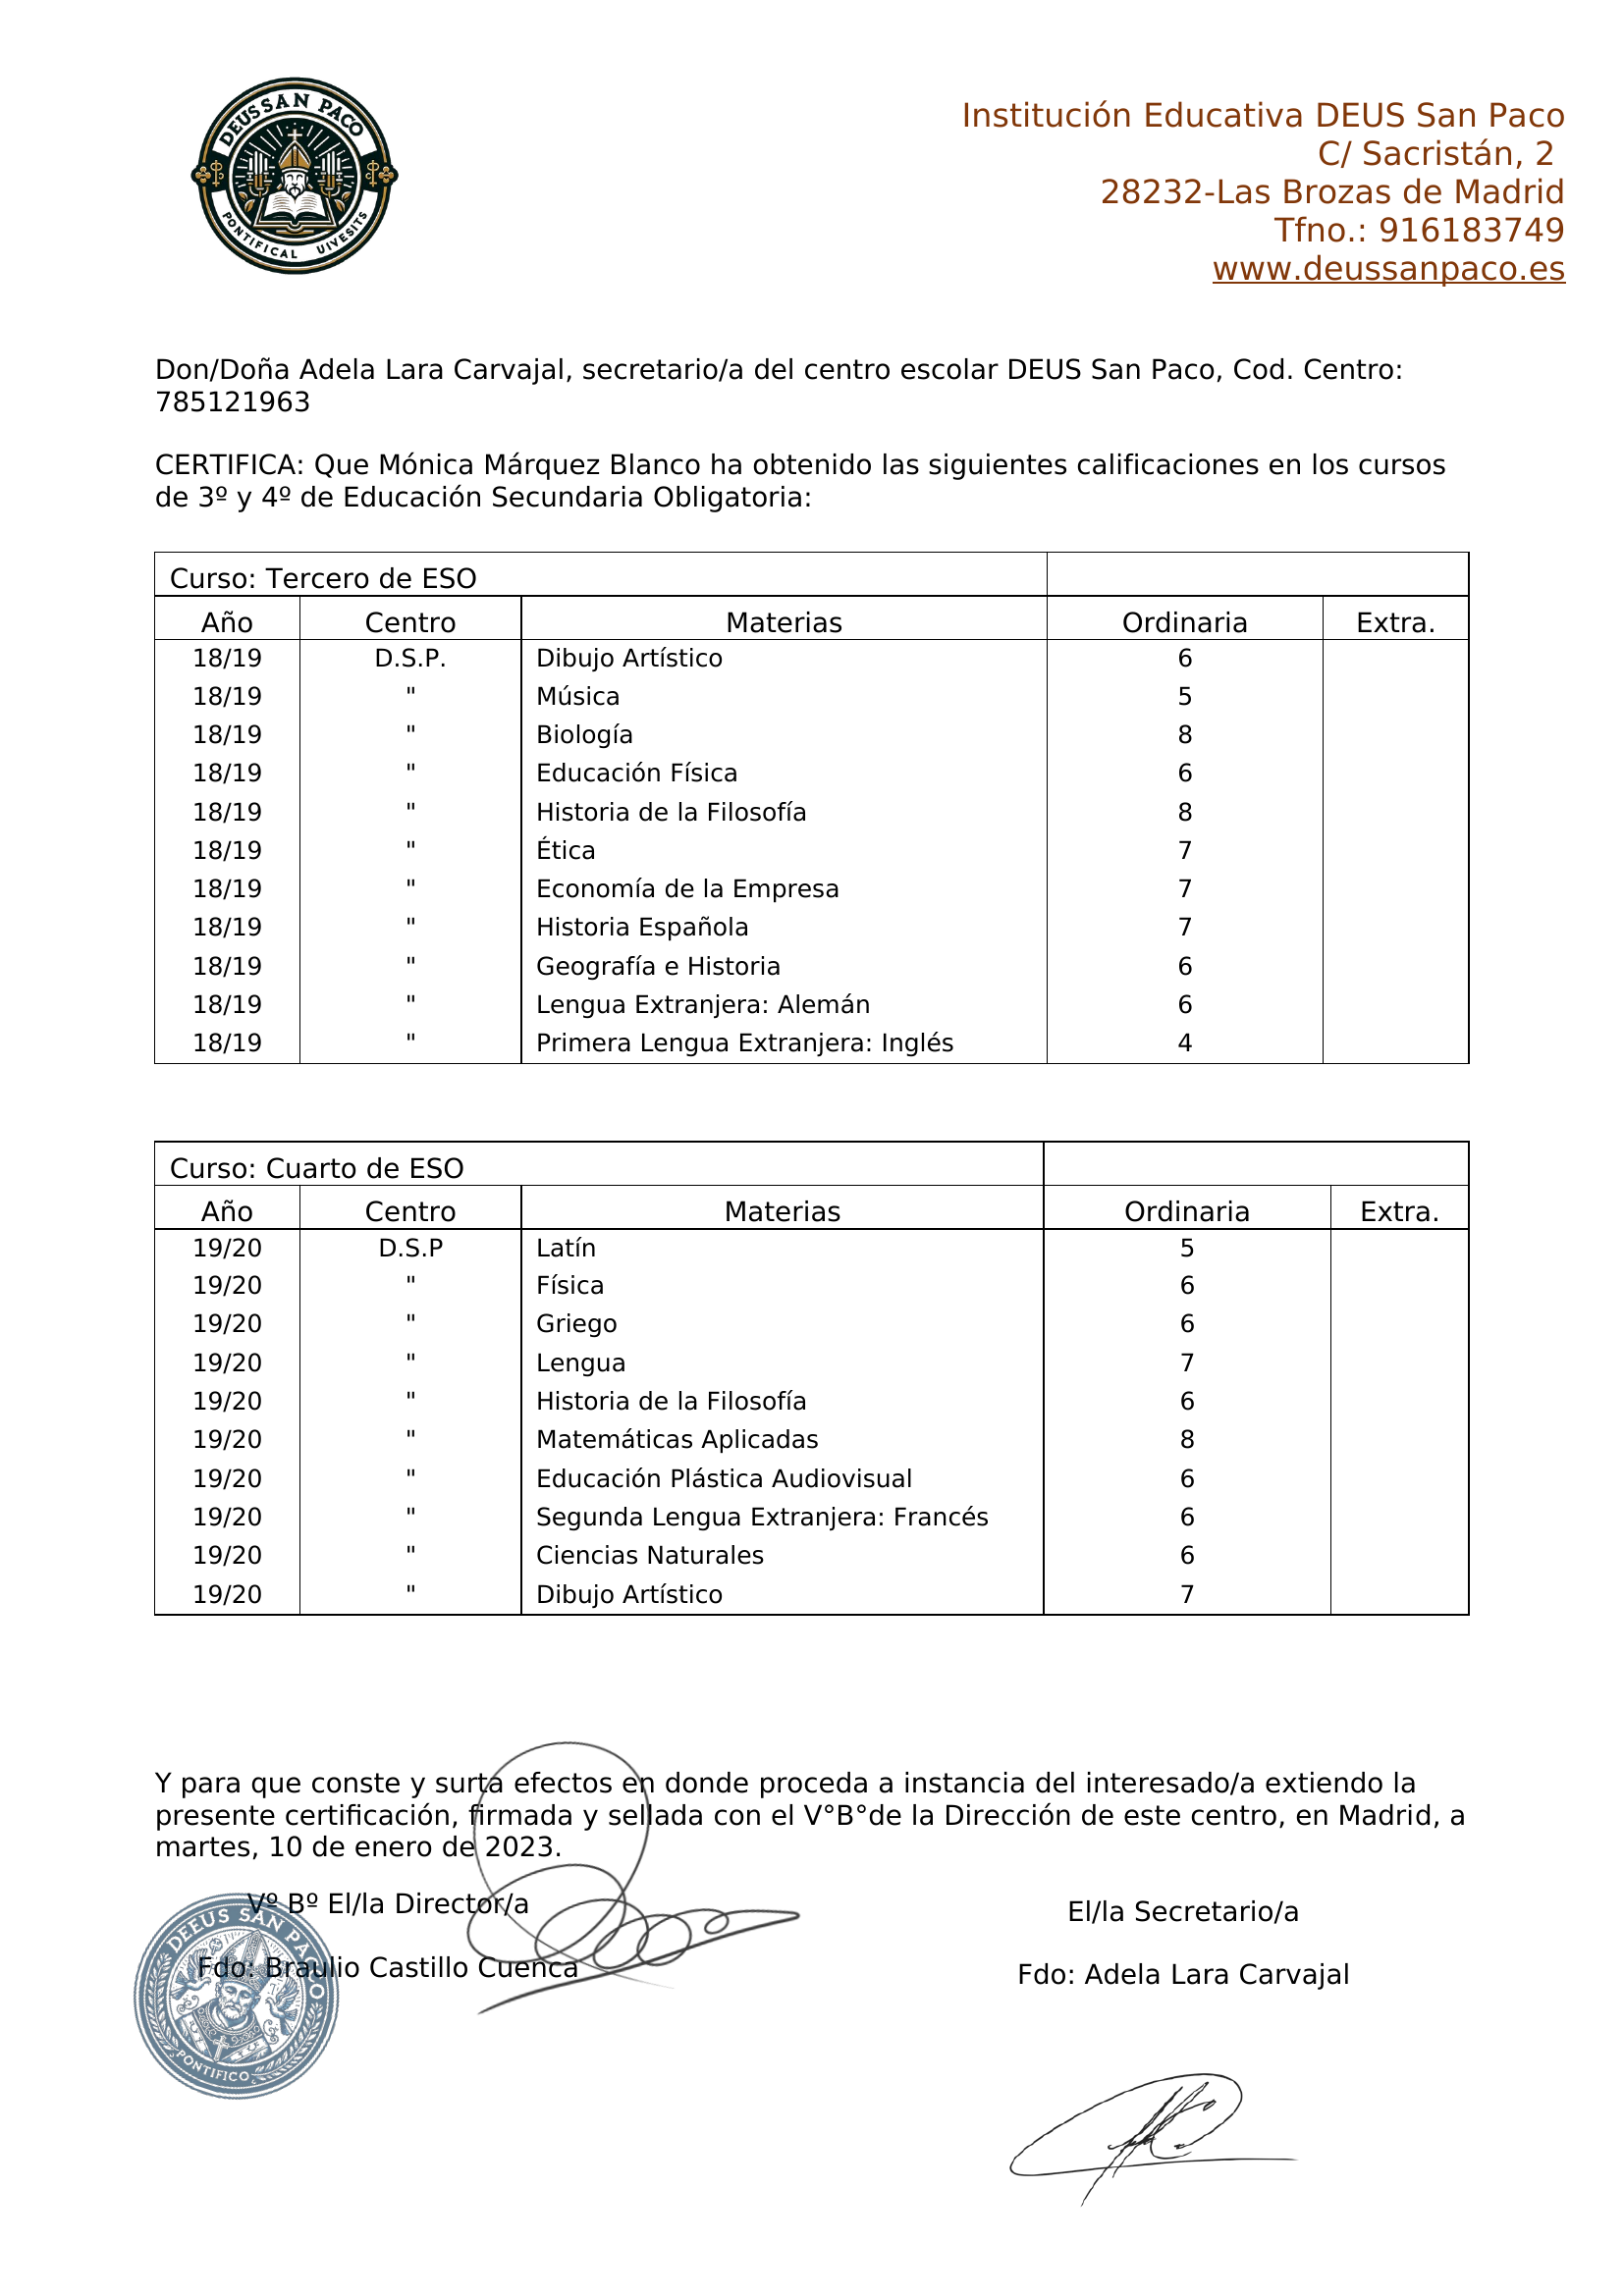 DEUSSAN PACO
PONTIFICAL UIVESITS
Institución Educativa DEUS San Paco
C/ Sacristán, 2
28232-Las Brozas de Madrid
Tfno.: 916183749
www.deussanpaco.es
Don/Doña Adela Lara Carvajal, secretario/a del centro escolar DEUS San Paco, Cod. Centro:
785121963
CERTIFICA: Que Mónica Márquez Blanco ha obtenido las siguientes calificaciones en los cursos
de 3º y 4º de Educación Secundaria Obligatoria:
Curso: Tercero de ESO
Año Centro Materias Ordinaria Extra.
18/19 D.S.P. Dibujo Artístico 6
18/19 " Música 5
18/19 " Biología 8
18/19 " Educación Física 6
18/19 " Historia de la Filosofía 8
18/19 " Ética 7
18/19 " Economía de la Empresa 7
18/19 " Historia Española 7
18/19 " Geografía e Historia 6
18/19 " Lengua Extranjera: Alemán 6
18/19 " Primera Lengua Extranjera: Inglés 4
Curso: Cuarto de ESO
Año Centro Materias Ordinaria Extra.
19/20 D.S.P Latín 5
19/20 " Física 6
19/20 " Griego 6
19/20 " Lengua 7
19/20 " Historia de la Filosofía 6
19/20 " Matemáticas Aplicadas 8
19/20 " Educación Plástica Audiovisual 6
19/20 " Segunda Lengua Extranjera: Francés 6
19/20 " Ciencias Naturales 6
19/20 " Dibujo Artístico 7
Y para que conste y surta efectos en donde proceda a instancia del interesado/a extiendo la
presente certificación, firmada y sellada con el V°B°de la Dirección de este centro, en Madrid, a
martes, 10 de enero de 2023.
Vº Bº El/la Director/a
El/la Secretario/a
Fdo: Braulio Castillo Cuenca
Fdo: Adela Lara Carvajal
DEEUS SAN PACO
PONTIFICO